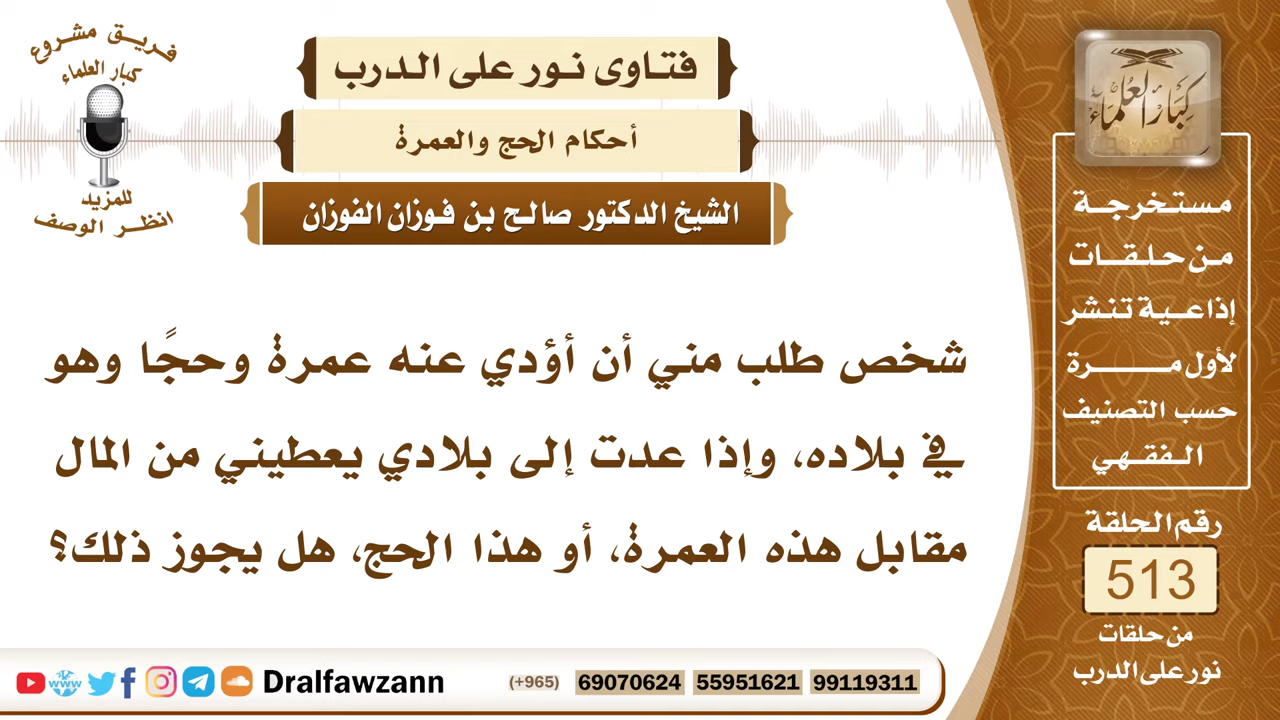 فريق مشروع
كبار العلماء
للمزيد
انظر الوصف
فتاوى نور على الدرب
أحكام الحج والعمرة
الشيخ الدكتور صالح بن فوزان الفوزان
شخص طلب مني أن أؤدي عنه عمرة وحجًا وهو
في بلاده، وإذا عدت إلى بلادي يعطيني من المال
مقابل هذه العمرة، أو هذا الحج، هل يجوز ذلك؟
كبار العلماء
مستخرجة
من حلقات
إذاعية تنشر
لأول مرة
حسب التصنيف
الفقهي
رقم الحلقة
513
من حلقات
نور على الدرب
www
Dralfawzann
(+965) 69070624 55951621 99119311